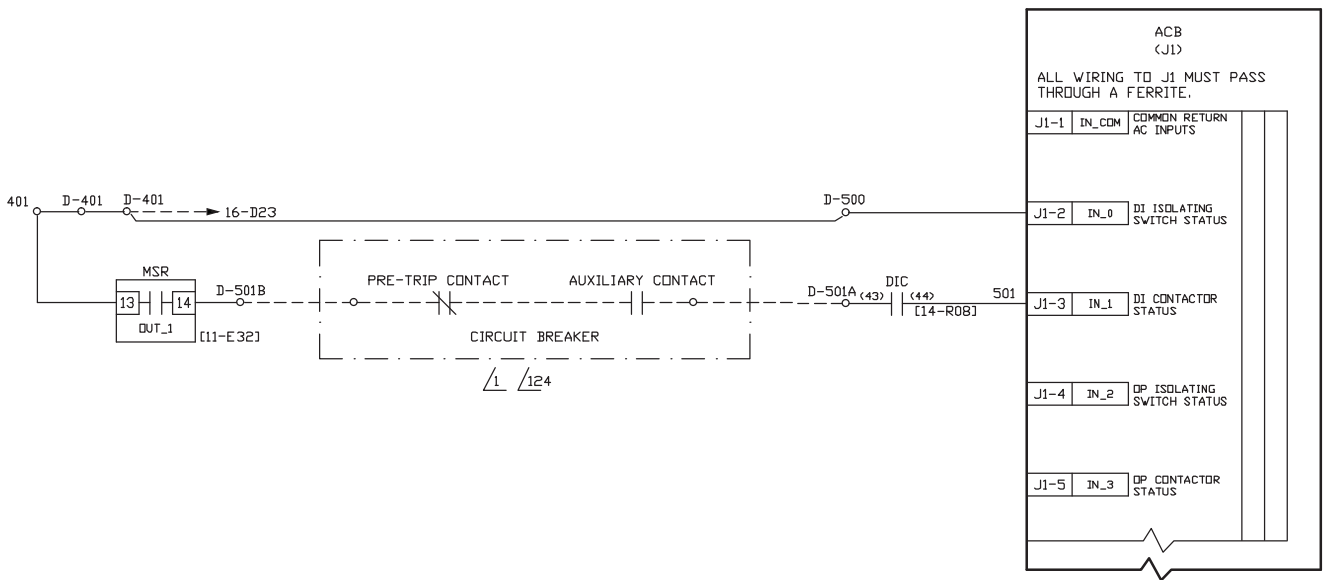 ACB
(J1)
ALL WIRING TO J1 MUST PASS
THROUGH A FERRITE.
J1-1 IN_COM COMMON RETURN
AC INPUTS
401 D-401 D-401 16-D23 D-500
J1-2 IN_0 DI ISOLATING
SWITCH STATUS
MSR
13 14
OUT_1
[11-E32]
D-501B
PRE-TRIP CONTACT AUXILIARY CONTACT
CIRCUIT BREAKER
1 124
D-501A (43) DIC (44)
[14-R08]
501
J1-3 IN_1 DI CONTACTOR
STATUS
J1-4 IN_2 OP ISOLATING
SWITCH STATUS
J1-5 IN_3 OP CONTACTOR
STATUS